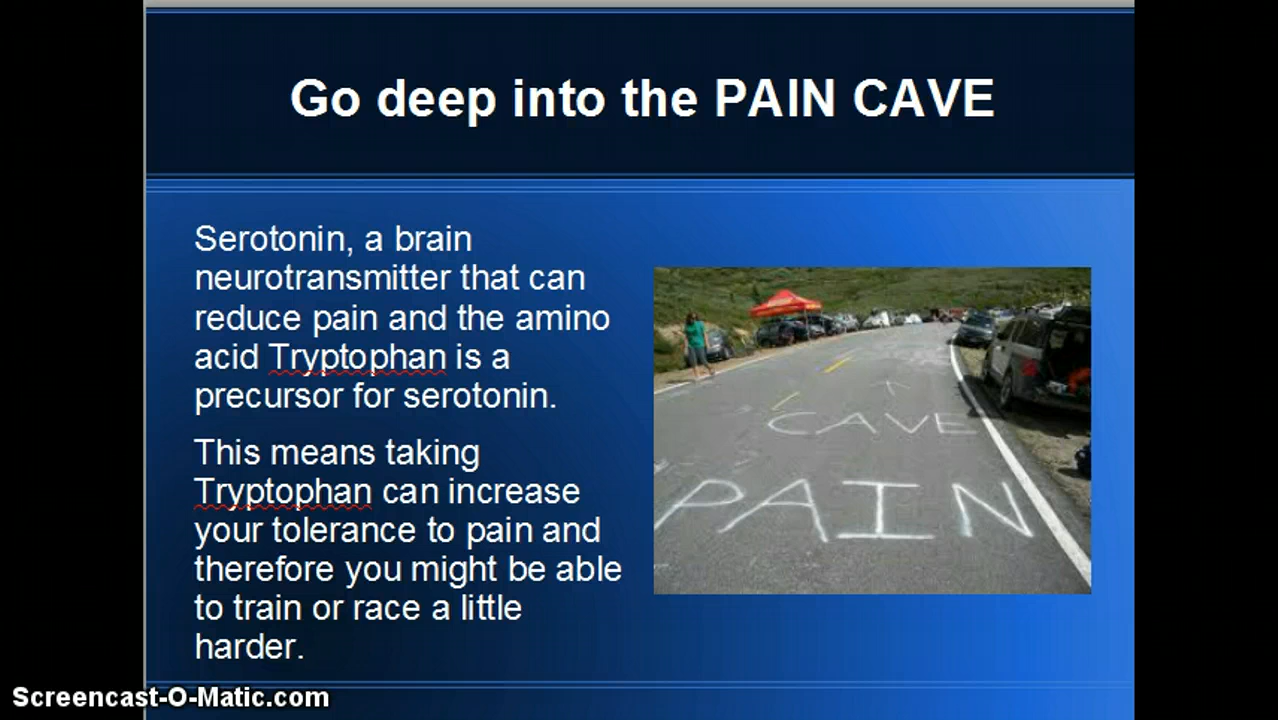 Go deep into the PAIN CAVE
Serotonin, a brain
neurotransmitter that can
reduce pain and the amino
acid Tryptophan is a
precursor for serotonin.
This means taking
Tryptophan can increase
your tolerance to pain and
therefore you might be able
to train or race a little
harder.
CAVE
PAIN
Screencast-O-Matic.com